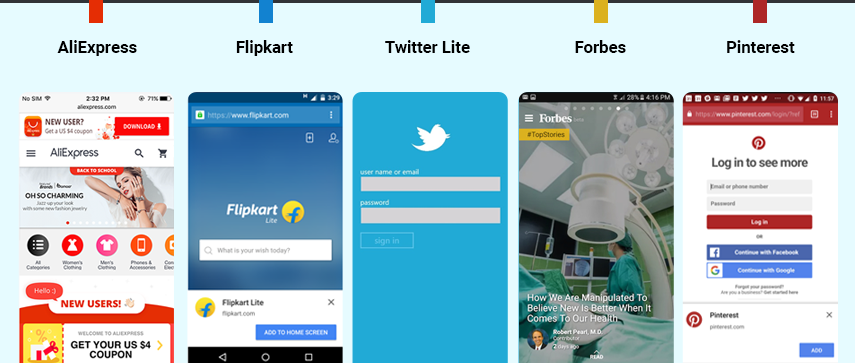 AliExpress
Flipkart
Twitter Lite
Forbes
Pinterest
No SIM
2:32 PM
71%
aliexpress.com
NEW USER?
Get a US $4 coupon
DOWNLOAD
AliExpress
BACK TO SCHOOL
Brands
OH SO CHARMING
Jazz up your look
with some new fashion jewelry
All
Categories
Women's
Clothing
Men's
Clothing
Phones &
Accessories
Hello :)
NEW USERS!
WELCOME TO ALIEXPRESS
GET YOUR US $4
COUPON
3:29
https://www.flipkart.com
Flipkart
Lite
What is your wish today?
Flipkart Lite
flipkart.com
ADD TO HOME SCREEN
user name or email
password
sign in
28% 4:16 PM
Forbes
#TopStories
How We Are Manipulated To
Believe New Is Better When It
Comes To Our Health
Robert Pearl, M.D.
Contributor
2 days ago
READ
11:57
https://www.pinterest.com/login/?ref
Log in to see more
Email or phone number
Password
Log in
OR
Continue with Facebook
Continue with Google
Forgot your password?
Are you a business? Get started here
Pinterest
pinterest.com
ADD